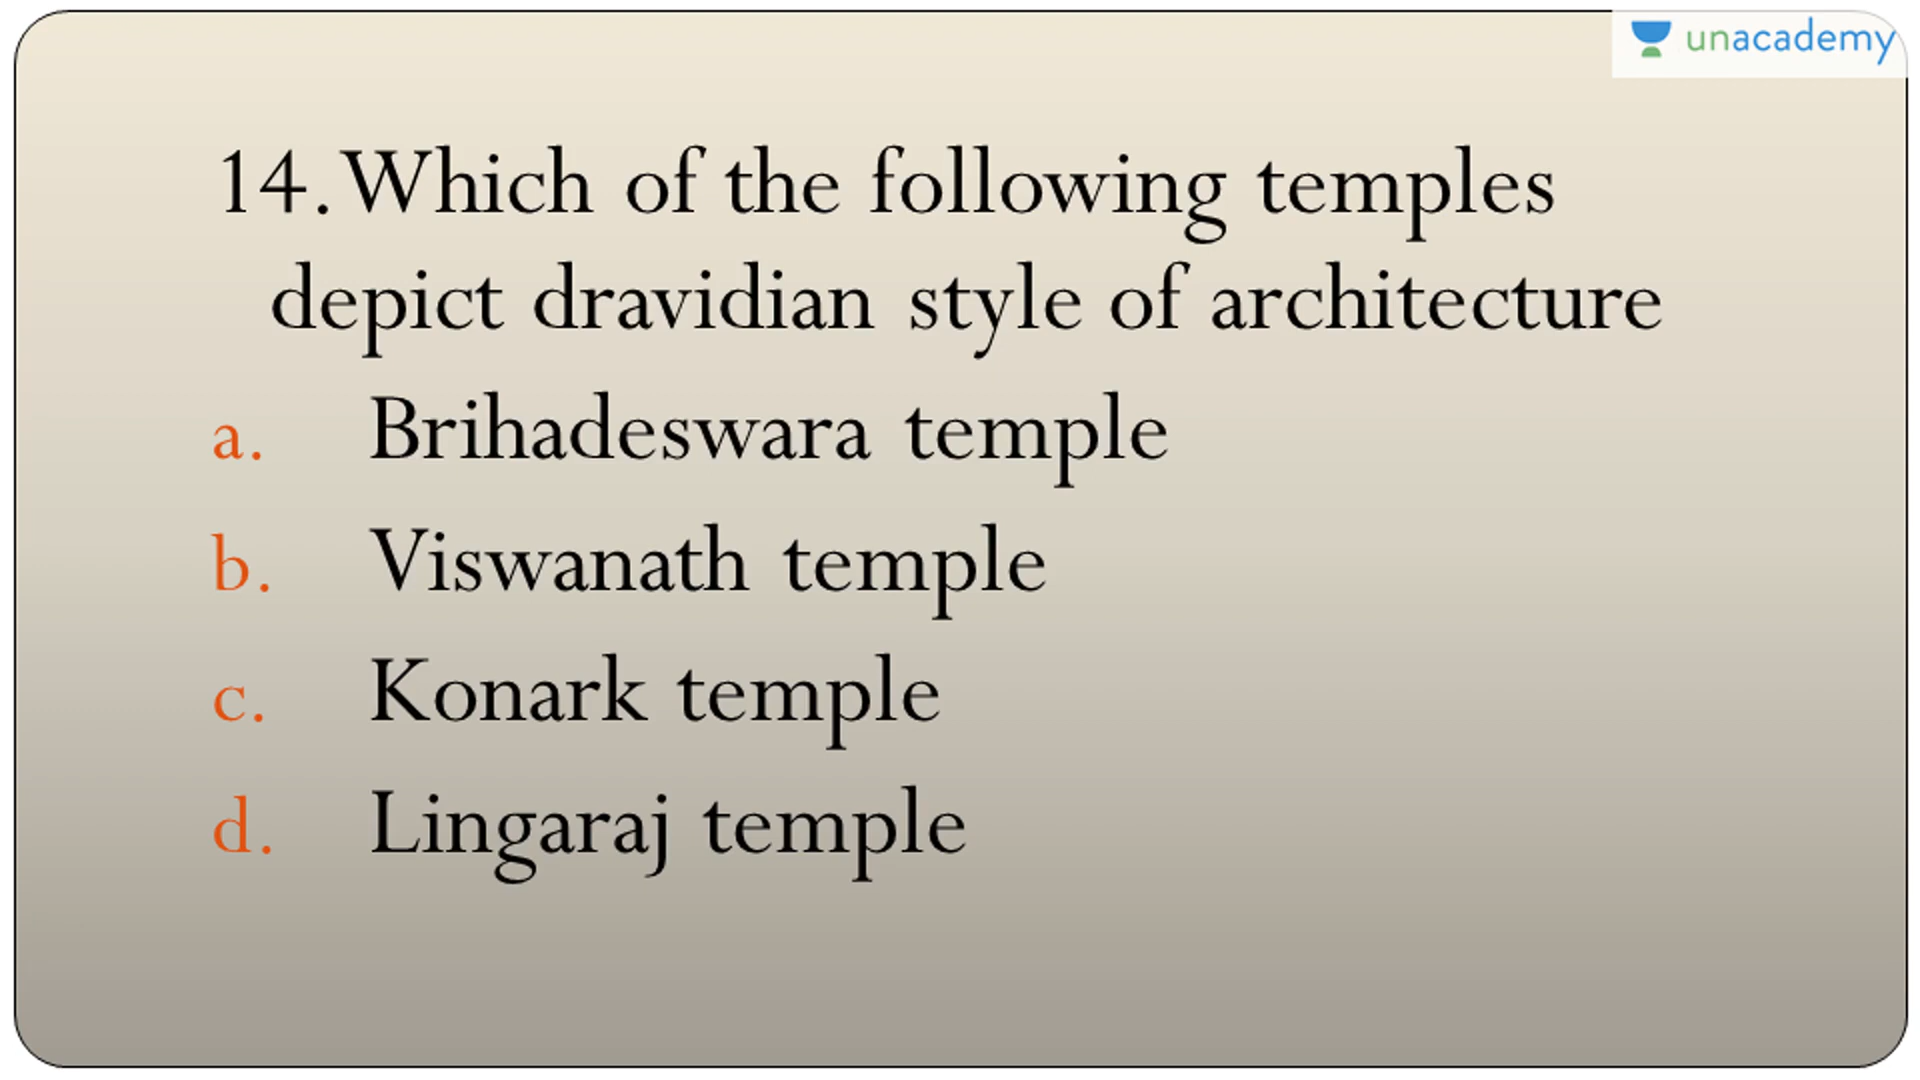 unacademy
14. Which of the following temples
depict dravidian style of architecture
a. Brihadeswara temple
b. Viswanath temple
c. Konark temple
d. Lingaraj temple